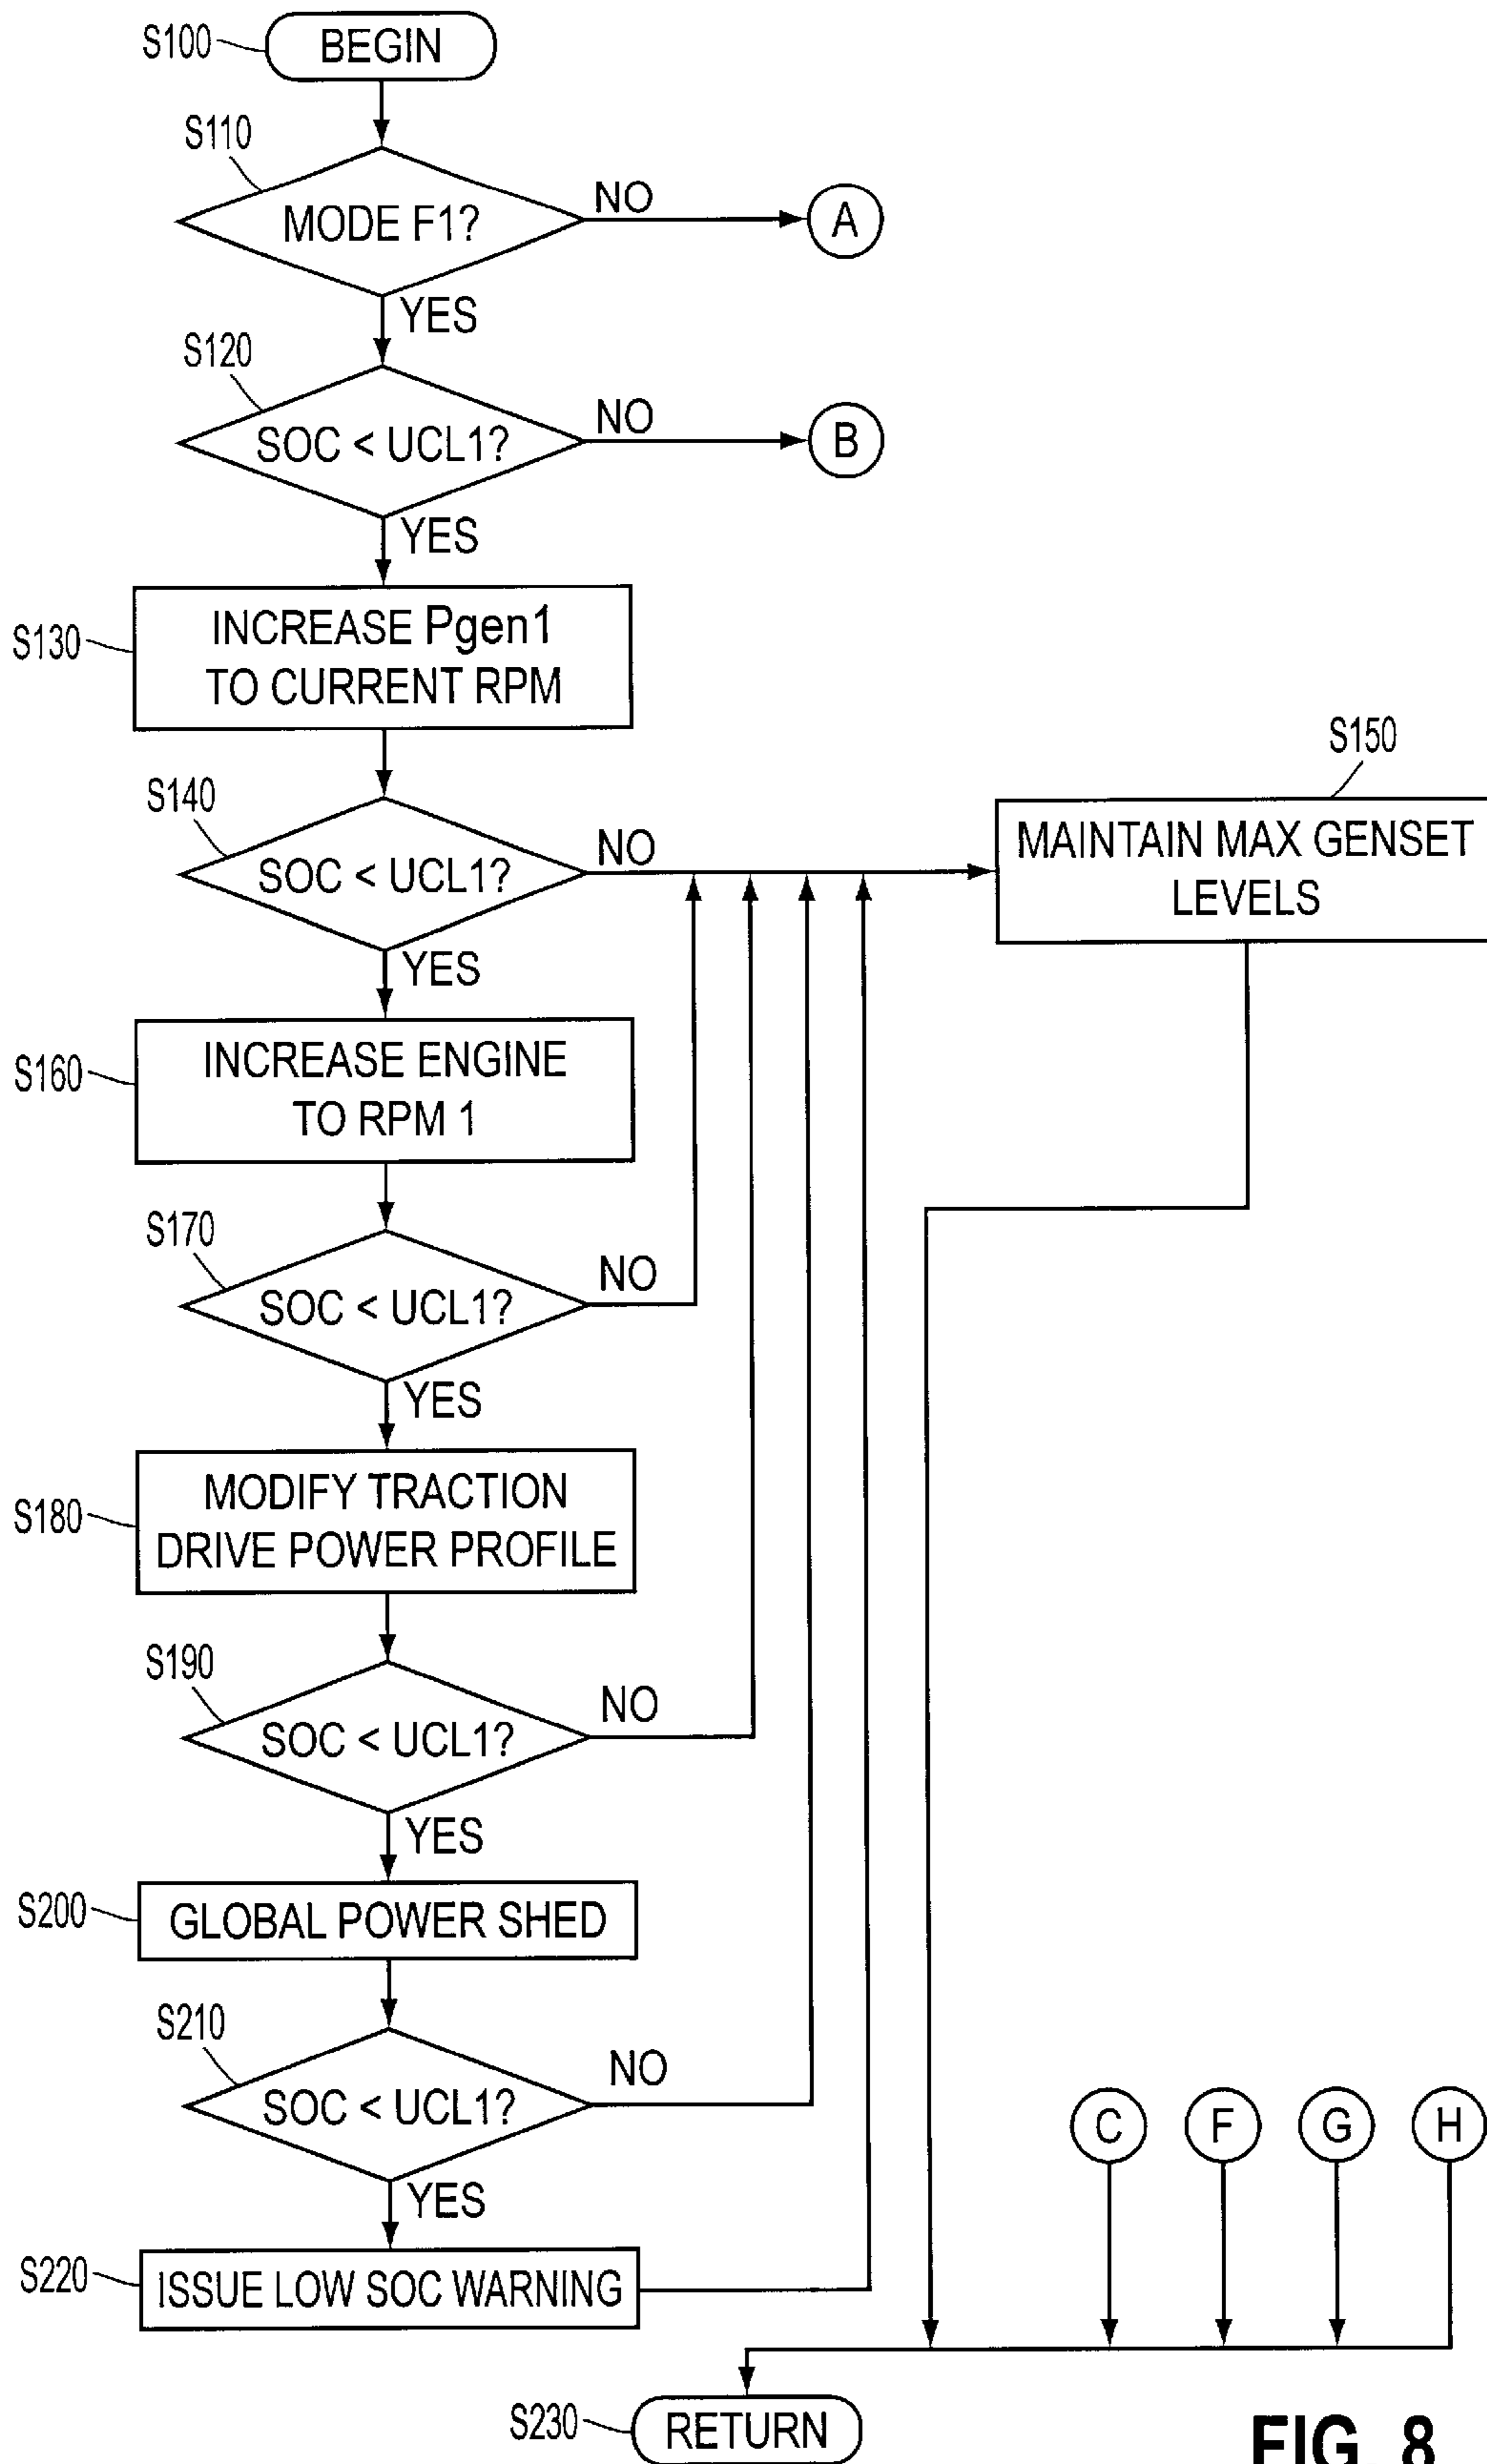 S100
BEGIN
S110
MODE F1?
NO
A
YES
S120
SOC < UCL1?
NO
B
YES
S130
INCREASE Pgen1
TO CURRENT RPM
S140
SOC < UCL1?
NO
S150
MAINTAIN MAX GENSET
LEVELS
YES
S160
INCREASE ENGINE
TO RPM 1
S170
SOC < UCL1?
NO
YES
S180
MODIFY TRACTION
DRIVE POWER PROFILE
S190
SOC < UCL1?
NO
YES
S200
GLOBAL POWER SHED
S210
SOC < UCL1?
NO
YES
C F G H
S220
ISSUE LOW SOC WARNING
S230
RETURN
FIG. 8